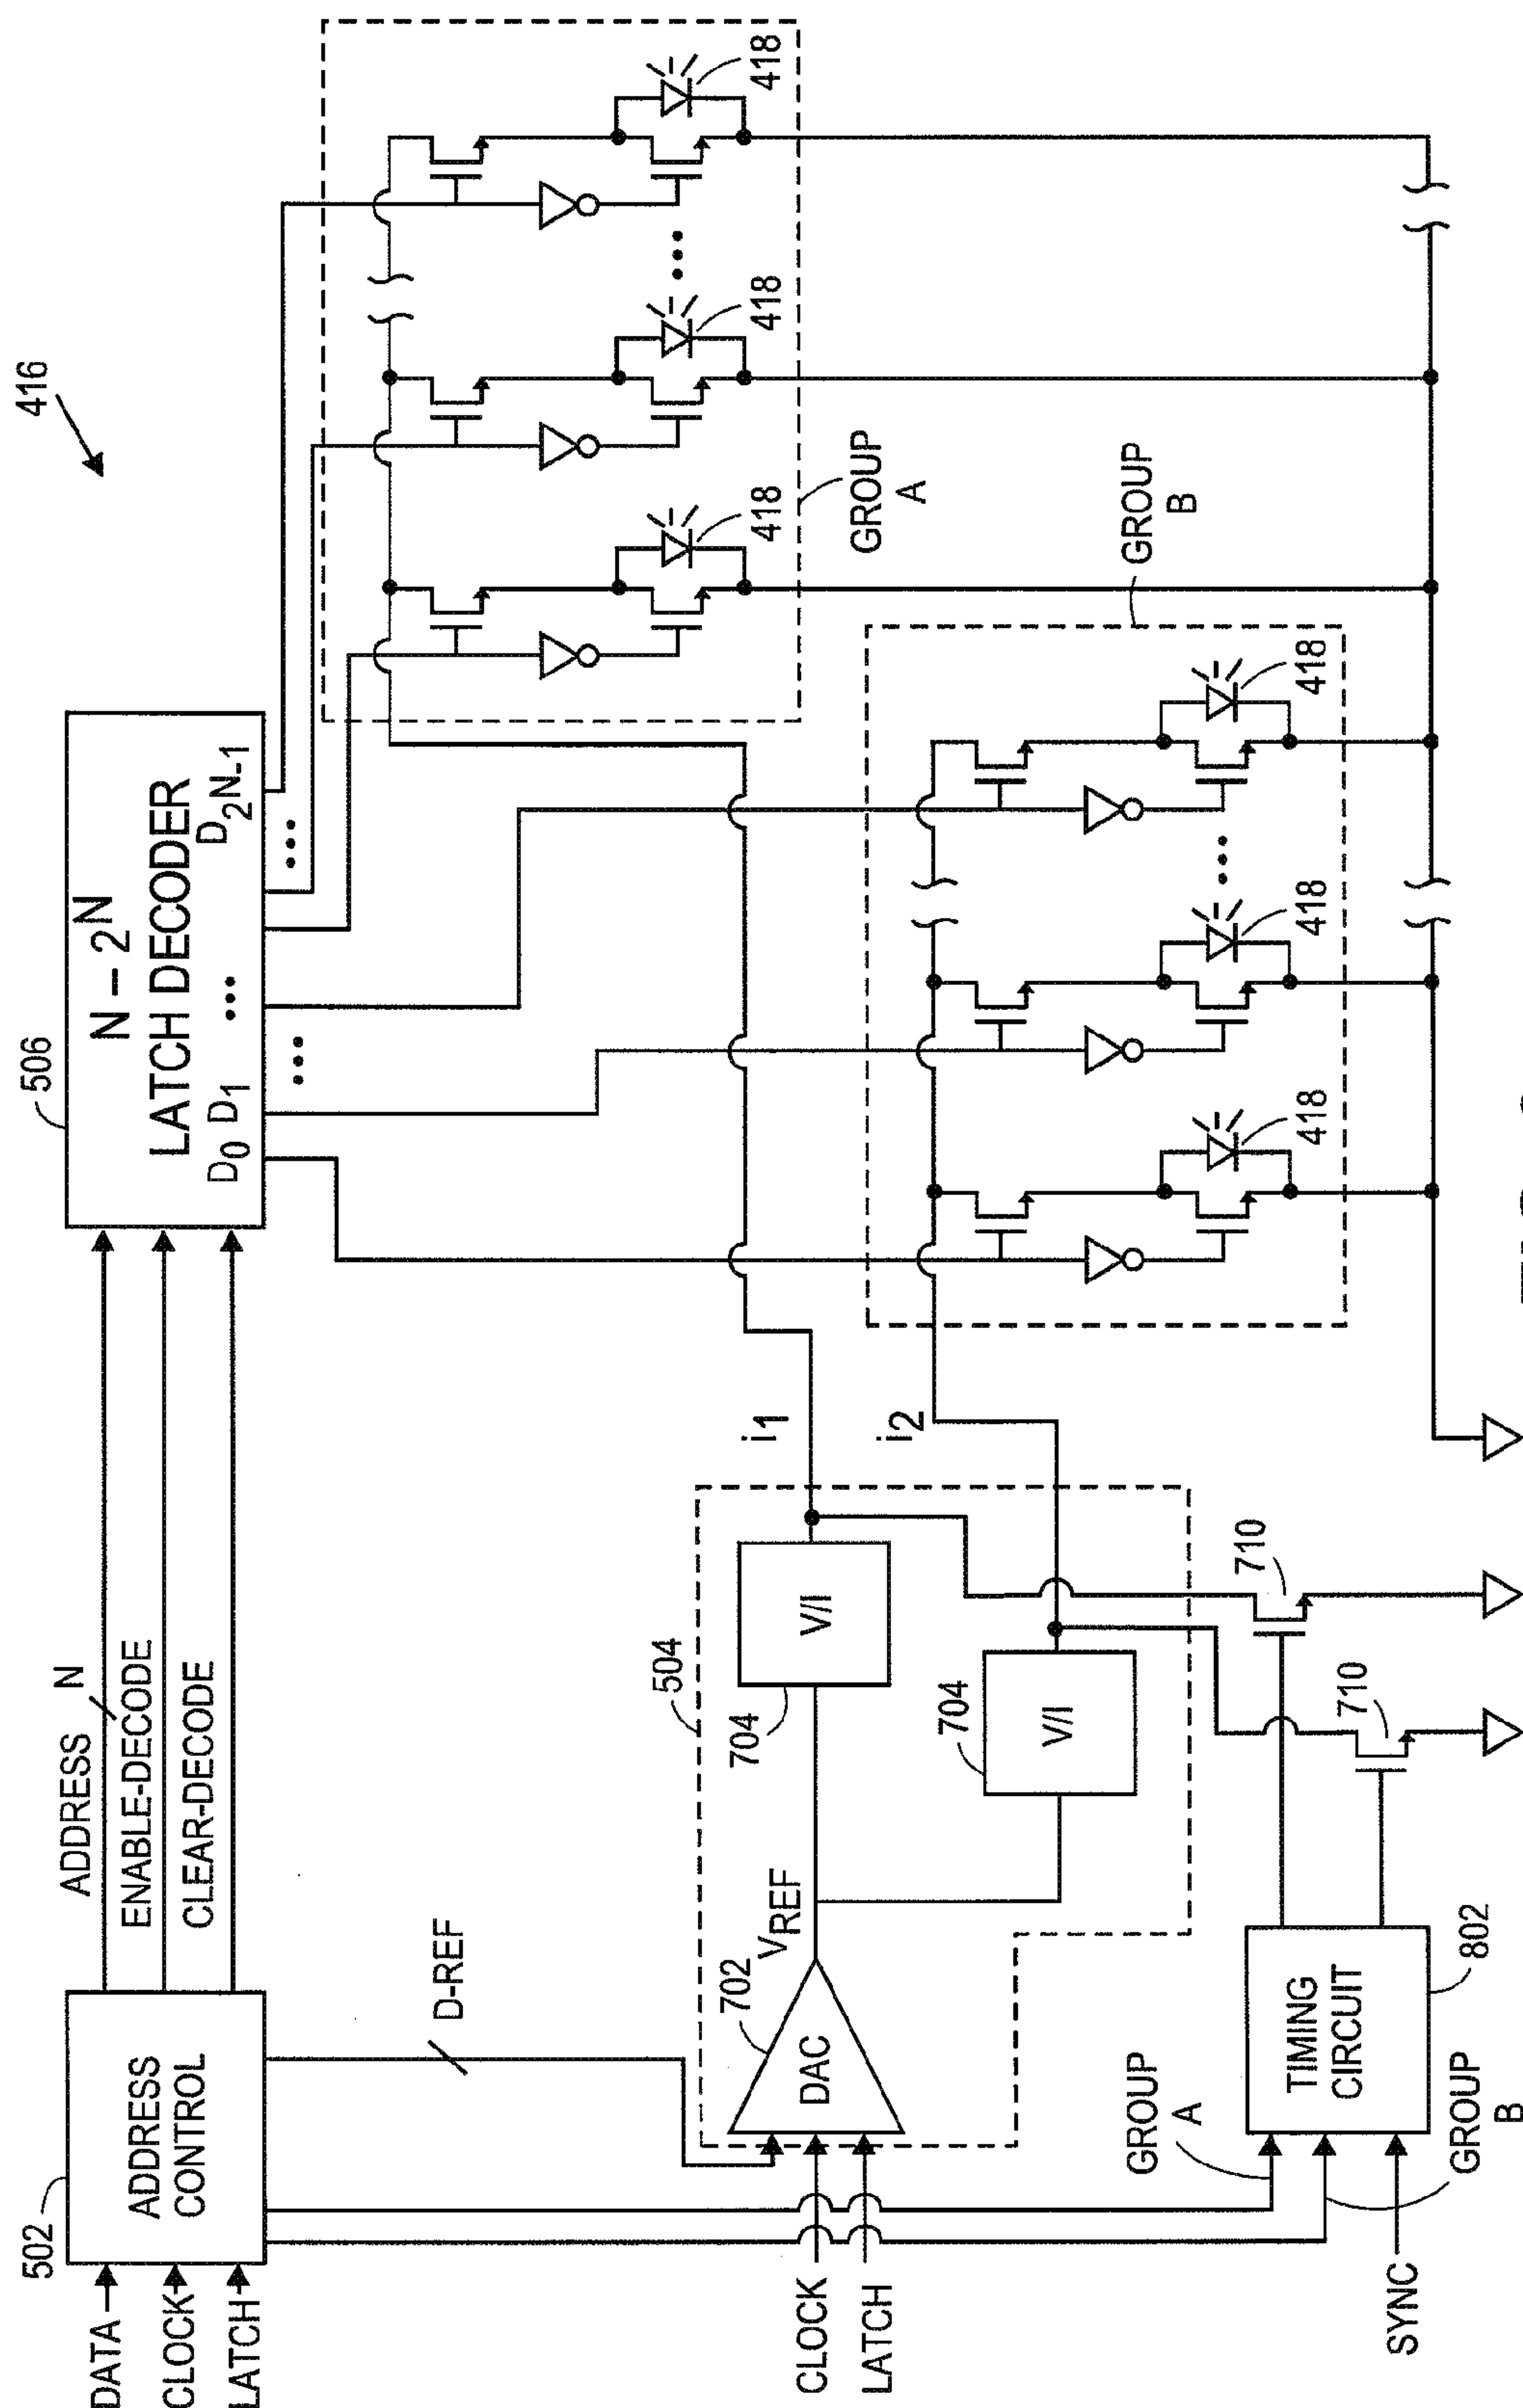 416
506
N – 2^N
LATCH DECODER
D0 D1 ••• D2N-1
•••
•••
502
ADDRESS
CONTROL
DATA
CLOCK
LATCH
ADDRESS N
ENABLE-DECODE
CLEAR-DECODE
D-REF
418
418
418
•••
GROUP
A
GROUP
B
418
418
418
•••
i1
i2
504
702
DAC
VREF
V/I
704
V/I
704
CLOCK
LATCH
710
710
GROUP
A
TIMING
CIRCUIT
802
GROUP
B
SYNC